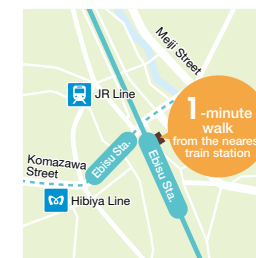 Meiji Street
JR Line
1-minute
walk
from the neares
train station
Komazawa
Street
Ebisu Sta.
Ebisu Sta.
Hibiya Line